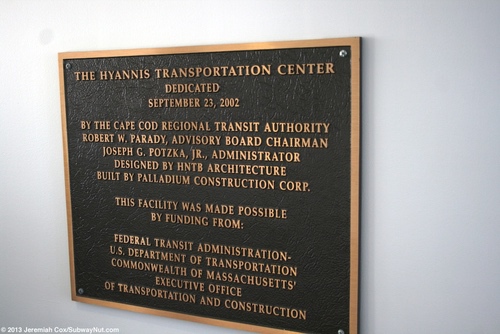 THE HYANNIS TRANSPORTATION CENTER
DEDICATED
SEPTEMBER 23, 2002
BY THE CAPE COD REGIONAL TRANSIT AUTHORITY
ROBERT W. PARADY, ADVISORY BOARD CHAIRMAN
JOSEPH G. POTZKA, JR., ADMINISTRATOR
DESIGNED BY HNTB ARCHITECTURE
BUILT BY PALLADIUM CONSTRUCTION CORP.
THIS FACILITY WAS MADE POSSIBLE
BY FUNDING FROM:
FEDERAL TRANSIT ADMINISTRATION-
U.S. DEPARTMENT OF TRANSPORTATION
COMMONWEALTH OF MASSACHUSETTS'
EXECUTIVE OFFICE
OF TRANSPORTATION AND CONSTRUCTION
© 2013 Jeremiah Cox/SubwayNut.com